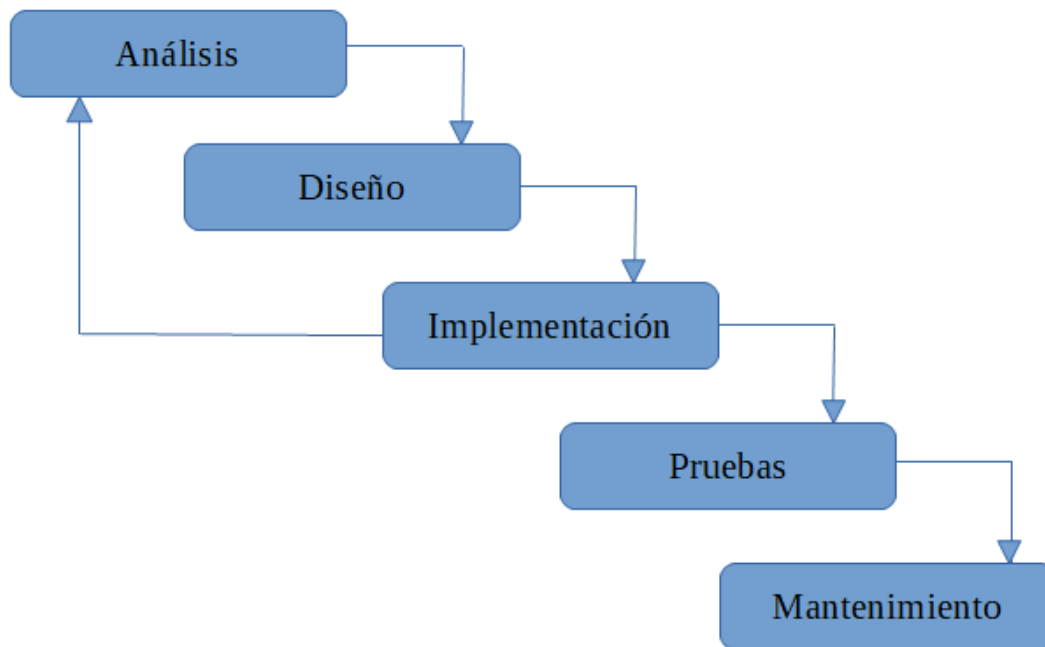 Análisis
Diseño
Implementación
Pruebas
Mantenimiento